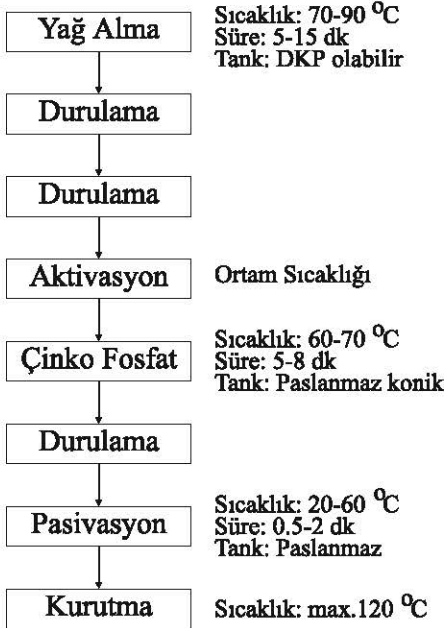 Yağ Alma
Sıcaklık: 70-90 °C
Süre: 5-15 dk
Tank: DKP olabilir
Durulama
Durulama
Aktivasyon
Ortam Sıcaklığı
Çinko Fosfat
Sıcaklık: 60-70 °C
Süre: 5-8 dk
Tank: Paslanmaz konik
Durulama
Pasivasyon
Sıcaklık: 20-60 °C
Süre: 0.5-2 dk
Tank: Paslanmaz
Kurutma
Sıcaklık: max.120 °C